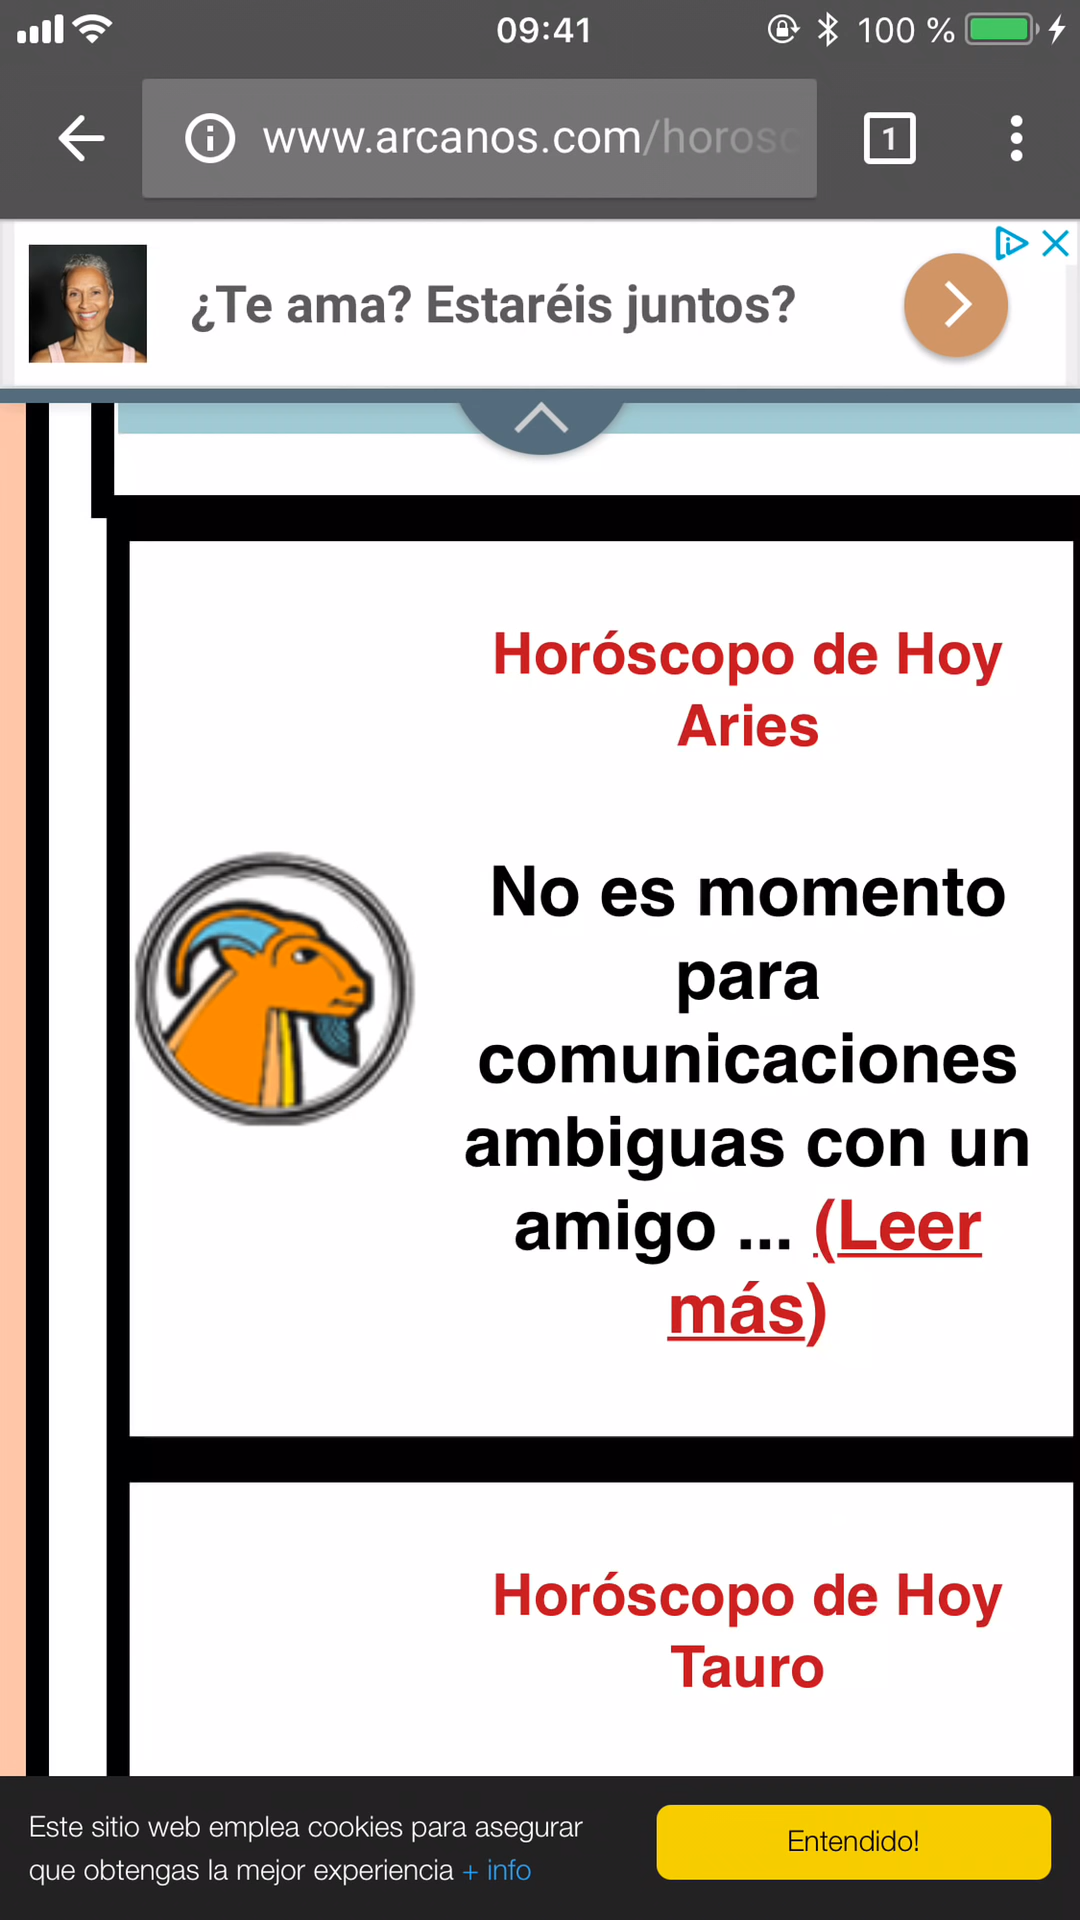 09:41
100 %
www.arcanos.com/horosc
1
¿Te ama? Estaréis juntos?
Horóscopo de Hoy
Aries
No es momento
para
comunicaciones
ambiguas con un
amigo ... (Leer
más)
Horóscopo de Hoy
Tauro
Este sitio web emplea cookies para asegurar
que obtengas la mejor experiencia + info
Entendido!